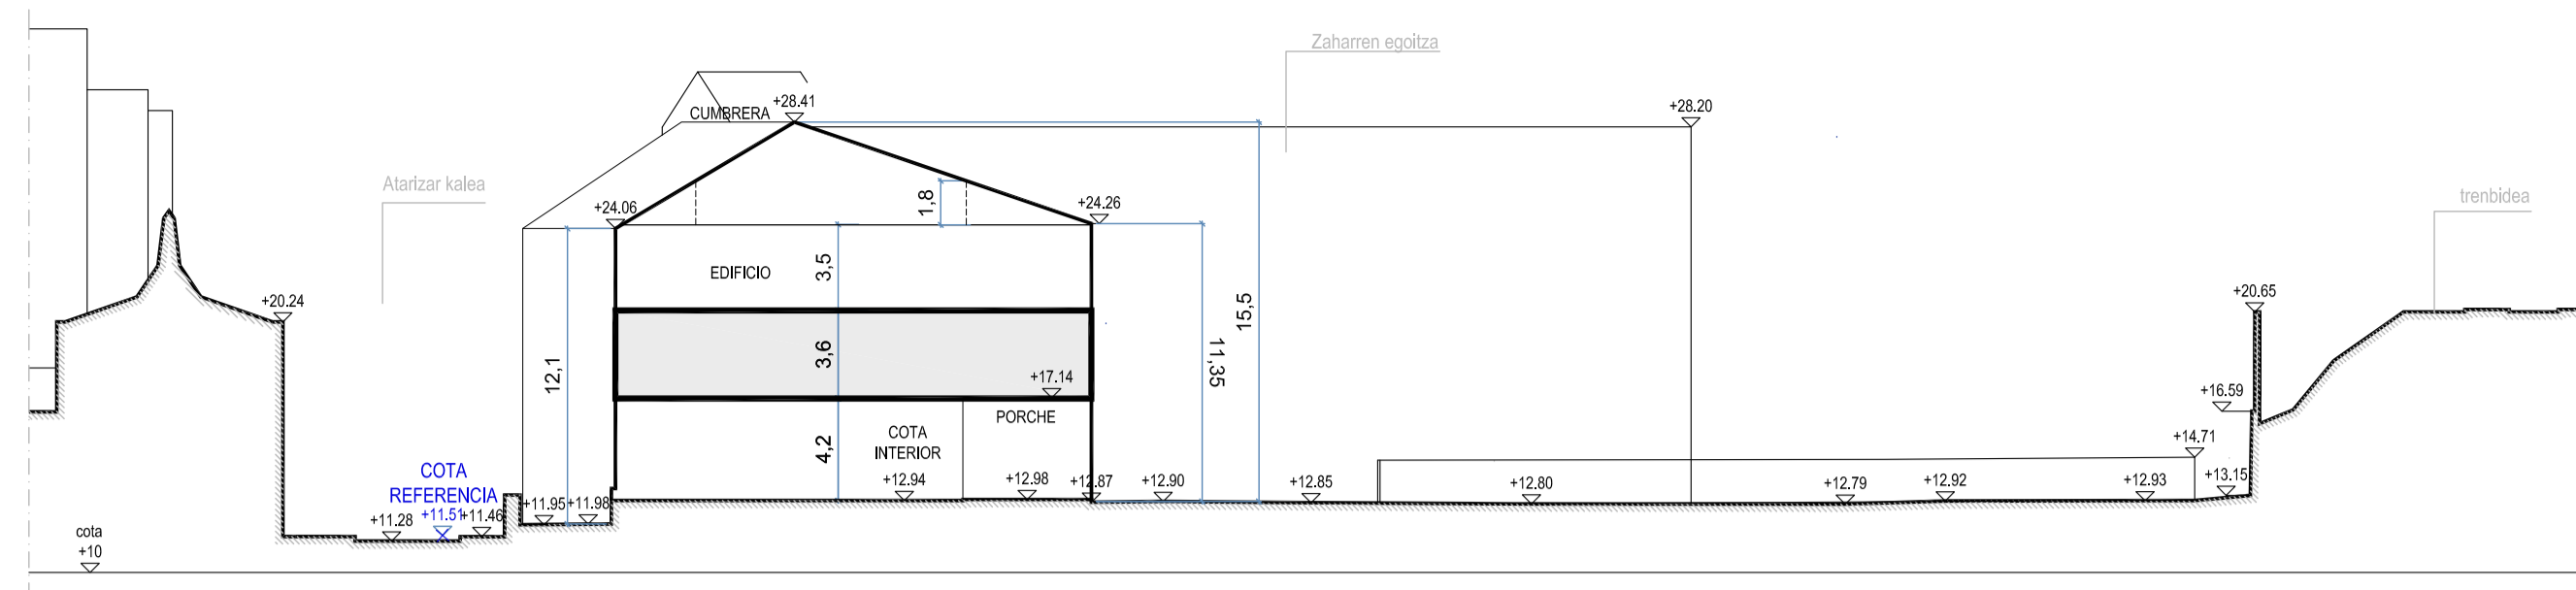 Zaharren egoitza
+28.41
CUMBRERA
+28.20
Atarizar kalea
trenbidea
1,8
+24.06
+24.26
EDIFICIO
3,5
+20.24
+20.65
15,5
12,1
3,6
11,35
+17.14
+16.59
PORCHE
COTA
INTERIOR
4,2
+14.71
COTA
REFERENCIA
+12.94
+12.98
+12.87
+12.90
+12.85
+12.80
+12.79
+12.92
+12.93
+13.15
+11.28
+11.51
+11.46
+11.95
+11.98
cota
+10